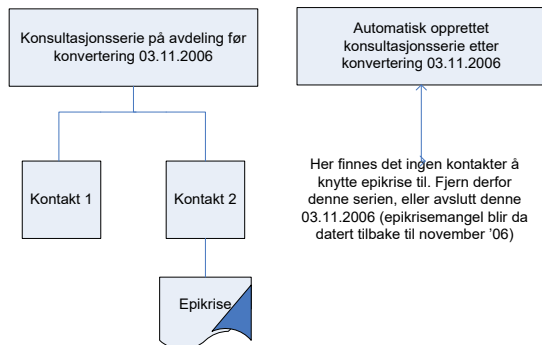 Konsultasjonsserie på avdeling før
konvertering 03.11.2006
Kontakt 1
Kontakt 2
Epikrise
Automatisk opprettet
konsultasjonsserie etter
konvertering 03.11.2006
Her finnes det ingen kontakter å
knytte epikrise til. Fjern derfor
denne serien, eller avslutt denne
03.11.2006 (epikrisemangel blir da
datert tilbake til november ’06)